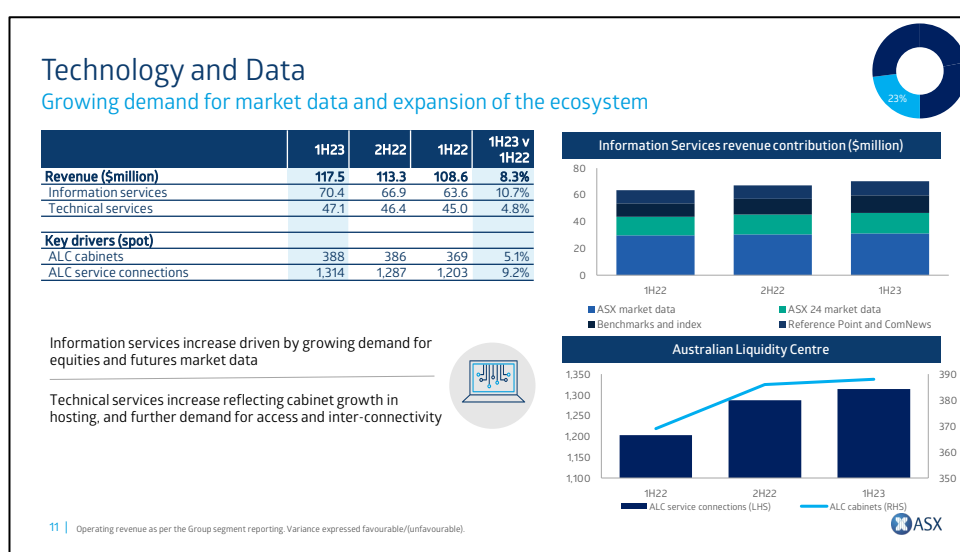 Technology and Data
Growing demand for market data and expansion of the ecosystem
23%
1H23 2H22 1H22 1H23 v 1H22
Revenue ($million) 117.5 113.3 108.6 8.3%
Information services 70.4 66.9 63.6 10.7%
Technical services 47.1 46.4 45.0 4.8%
Key drivers (spot)
ALC cabinets 388 386 369 5.1%
ALC service connections 1,314 1,287 1,203 9.2%
Information services increase driven by growing demand for
equities and futures market data
Technical services increase reflecting cabinet growth in
hosting, and further demand for access and inter-connectivity
Information Services revenue contribution ($million)
80
60
40
20
0
1H22 2H22 1H23
ASX market data ASX 24 market data
Benchmarks and index Reference Point and ComNews
Australian Liquidity Centre
1,350 390
1,300 380
1,250
1,200 370
1,150 360
1,100 350
1H22 2H22 1H23
ALC service connections (LHS) ALC cabinets (RHS)
11 | Operating revenue as per the Group segment reporting. Variance expressed favourable/(unfavourable).
ASX